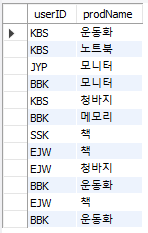 userID prodName
KBS 운동화
KBS 노트북
JYP 모니터
BBK 모니터
KBS 청바지
BBK 메모리
SSK 책
EJW 책
EJW 청바지
BBK 운동화
EJW 책
BBK 운동화